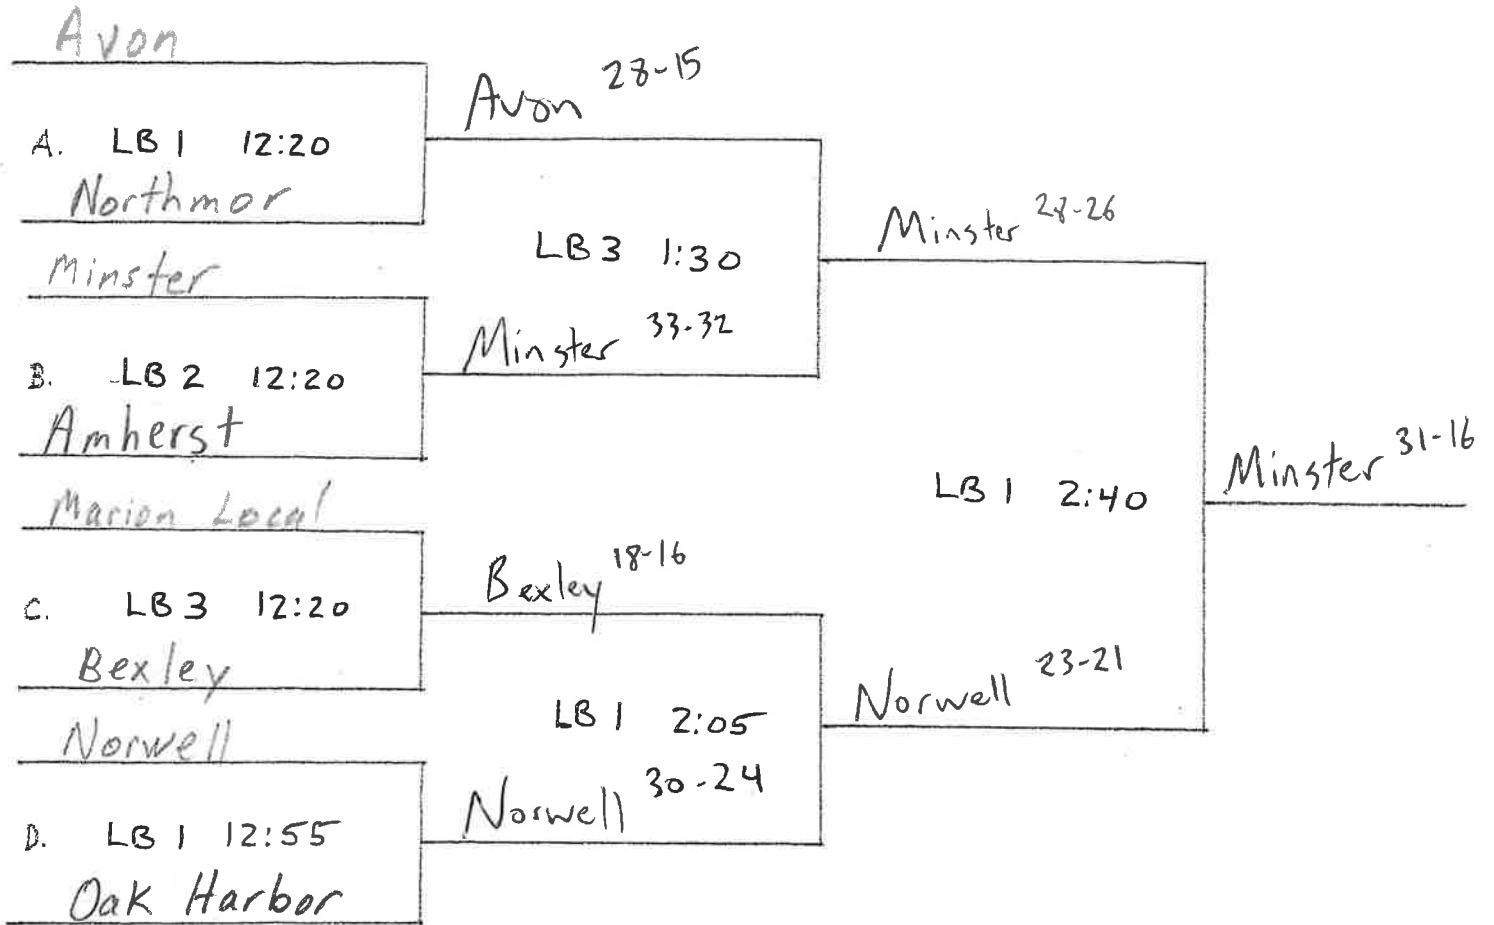 Avon
Avon 28-15
A. LB 1 12:20
Northmor
Minster 28-26
LB 3 1:30
Minster
Minster 33-32
B. LB 2 12:20
Amherst
Minster 31-16
LB 1 2:40
Marion Local
Bexley 18-16
C. LB 3 12:20
Bexley
Norwell 23-21
LB 1 2:05
Norwell
Norwell 30-24
D. LB 1 12:55
Oak Harbor